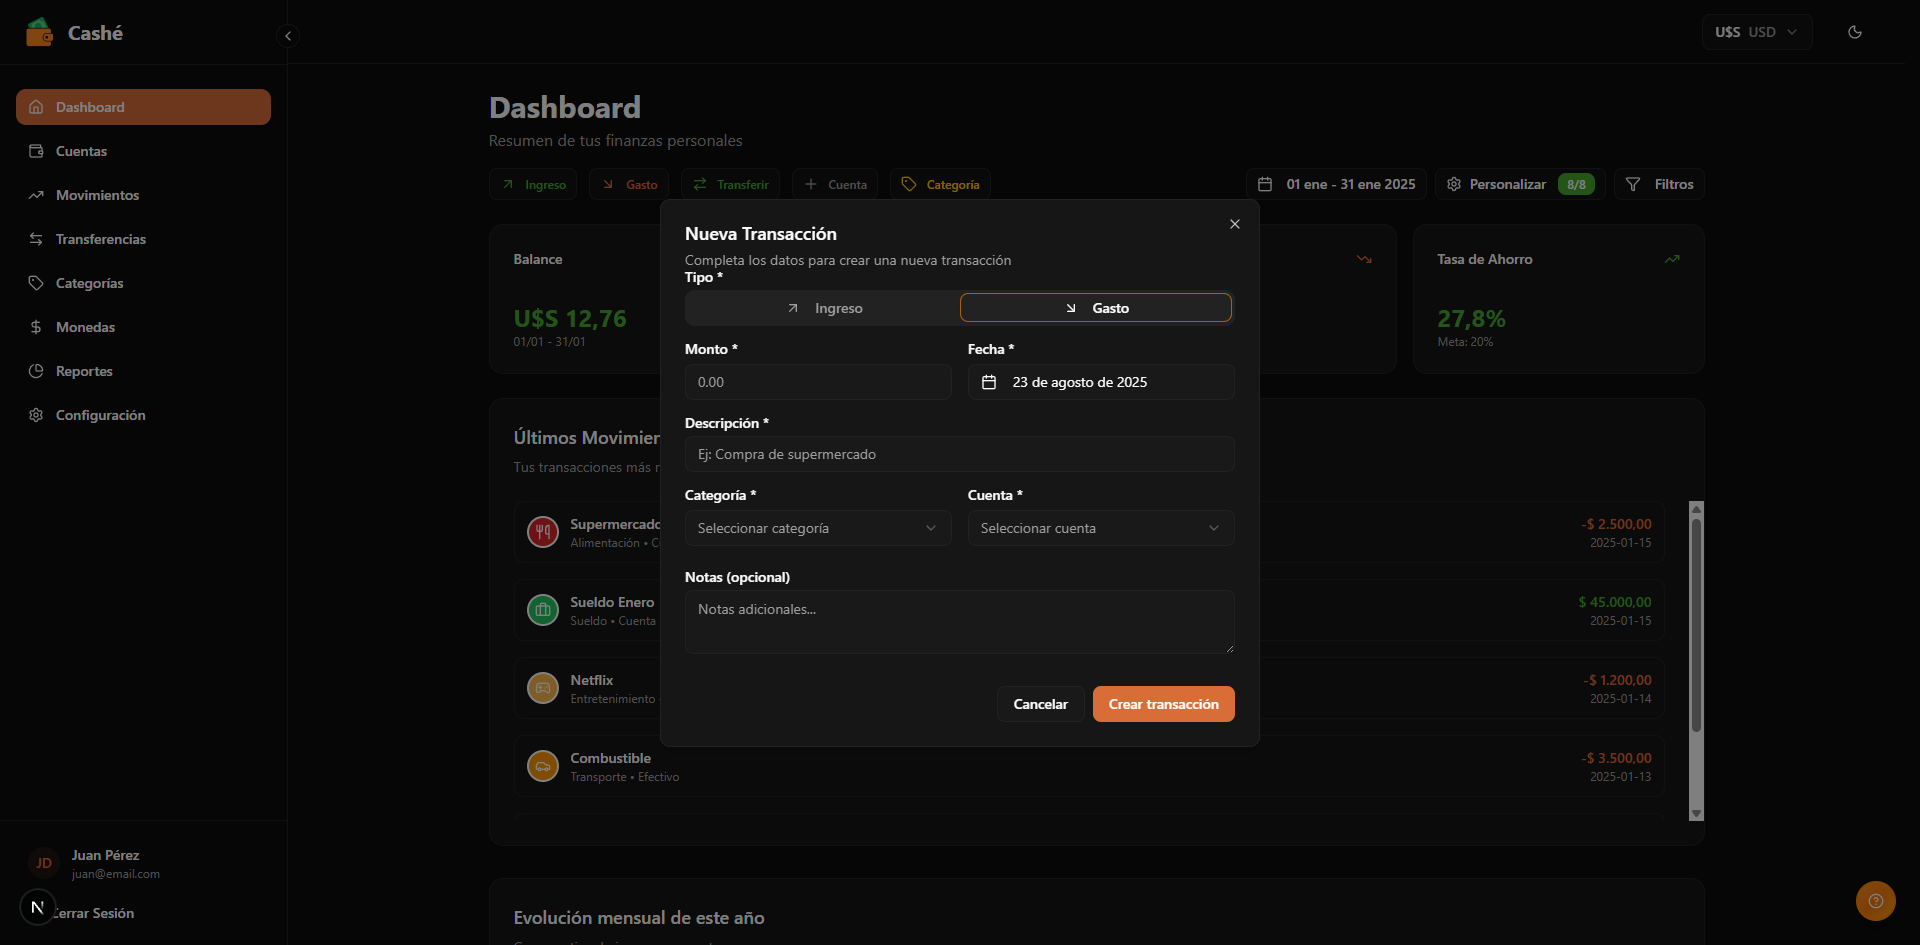 Cashé
U$S USD
Dashboard
Cuentas
Movimientos
Transferencias
Categorías
Monedas
Reportes
Configuración
JD
Juan Pérez
juan@email.com
N
Cerrar Sesión
Dashboard
Resumen de tus finanzas personales
Ingreso
Gasto
Transferir
Cuenta
Categoría
01 ene - 31 ene 2025
Personalizar 8/8
Filtros
Balance
U$S 12,76
01/01 - 31/01
Tasa de Ahorro
27,8%
Meta: 20%
Nueva Transacción
Completa los datos para crear una nueva transacción
Tipo *
Ingreso
Gasto
Monto *
0.00
Fecha *
23 de agosto de 2025
Descripción *
Ej: Compra de supermercado
Categoría *
Seleccionar categoría
Cuenta *
Seleccionar cuenta
Notas (opcional)
Notas adicionales...
Cancelar
Crear transacción
Últimos Movimien
Tus transacciones más
Supermercado
Alimentación • C
-$ 2.500,00
2025-01-15
Sueldo Enero
Sueldo • Cuenta
$ 45.000,00
2025-01-15
Netflix
Entretenimiento
-$ 1.200,00
2025-01-14
Combustible
Transporte • Efectivo
-$ 3.500,00
2025-01-13
Evolución mensual de este año